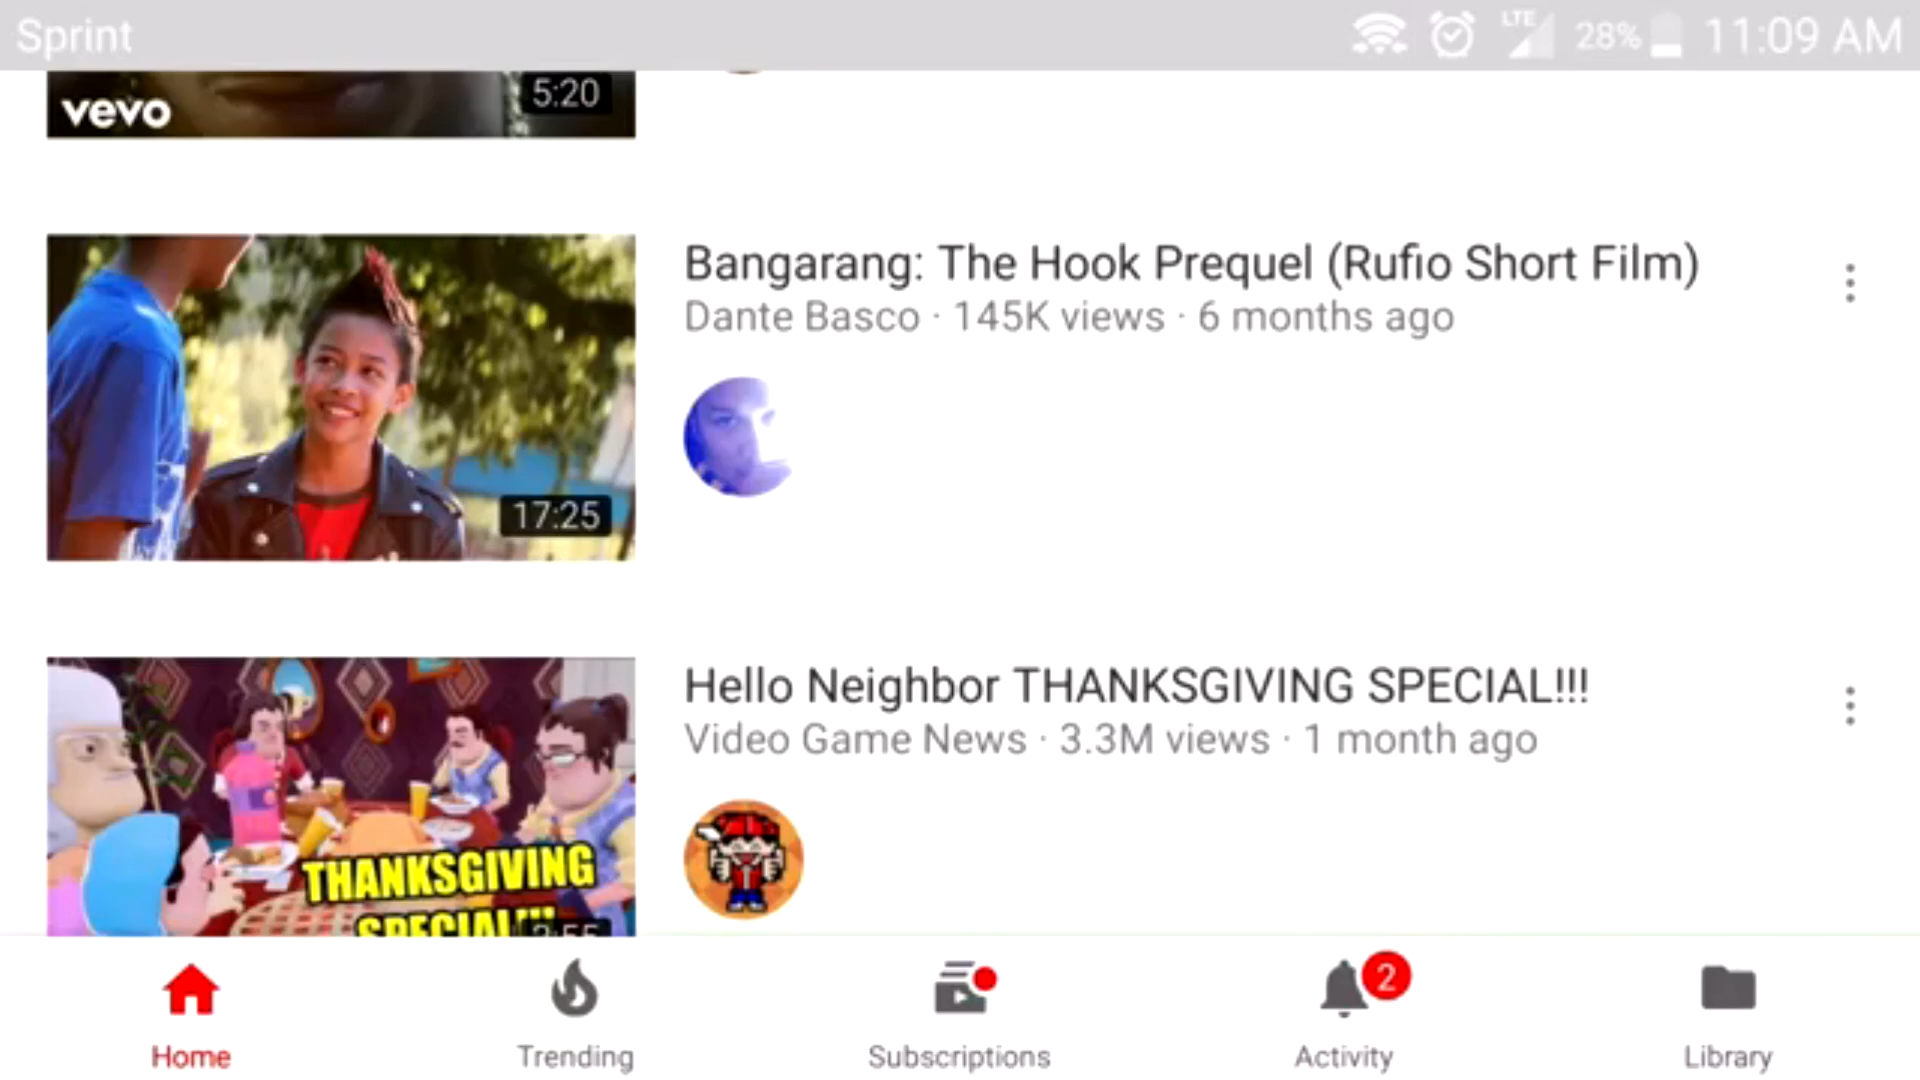 Sprint
LTE
28%
11:09 AM
vevo
5:20
Bangarang: The Hook Prequel (Rufio Short Film)
Dante Basco · 145K views · 6 months ago
17:25
Hello Neighbor THANKSGIVING SPECIAL!!!
Video Game News · 3.3M views · 1 month ago
THANKSGIVING
SPECIAL!!!
2
Home
Trending
Subscriptions
Activity
Library